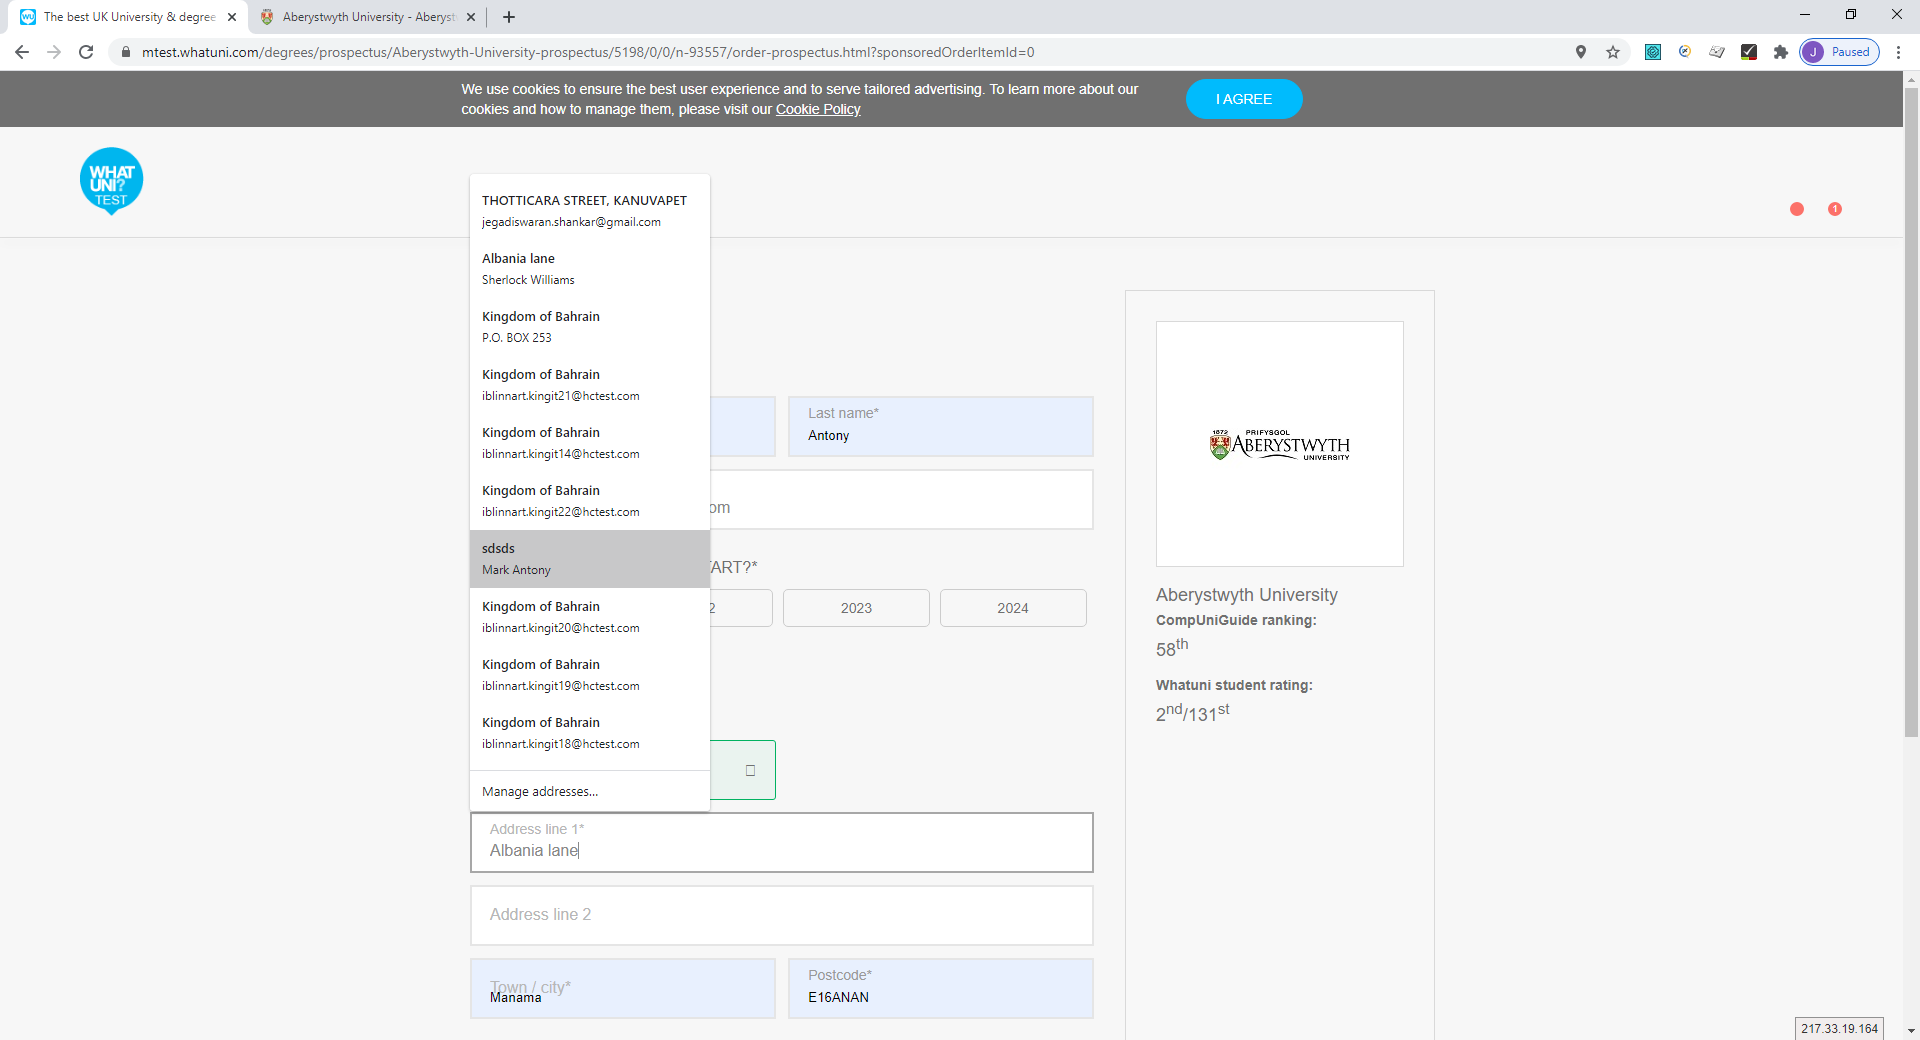 The best UK University & degree
Aberystwyth University - Aberyst
mtest.whatuni.com/degrees/prospectus/Aberystwyth-University-prospectus/5198/0/0/n-93557/order-prospectus.html?sponsoredOrderItemId=0
J Paused
We use cookies to ensure the best user experience and to serve tailored advertising. To learn more about our
cookies and how to manage them, please visit our Cookie Policy
I AGREE
WHAT
UNI?
TEST
1
THOTTICARA STREET, KANUVAPET
jegadiswaran.shankar@gmail.com
Albania lane
Sherlock Williams
Kingdom of Bahrain
P.O. BOX 253
Kingdom of Bahrain
iblinnart.kingit21@hctest.com
Kingdom of Bahrain
iblinnart.kingit14@hctest.com
Kingdom of Bahrain
iblinnart.kingit22@hctest.com
sdsds
Mark Antony
Kingdom of Bahrain
iblinnart.kingit20@hctest.com
Kingdom of Bahrain
iblinnart.kingit19@hctest.com
Kingdom of Bahrain
iblinnart.kingit18@hctest.com
Manage addresses...
Last name*
Antony
om
ART?*
2
2023
2024
Address line 1*
Albania lane
Address line 2
Town / city*
Manama
Postcode*
E16ANAN
1872
PRIFYSGOL
ABERYSTWYTH
UNIVERSITY
Aberystwyth University
CompUniGuide ranking:
58th
Whatuni student rating:
2nd/131st
217.33.19.164